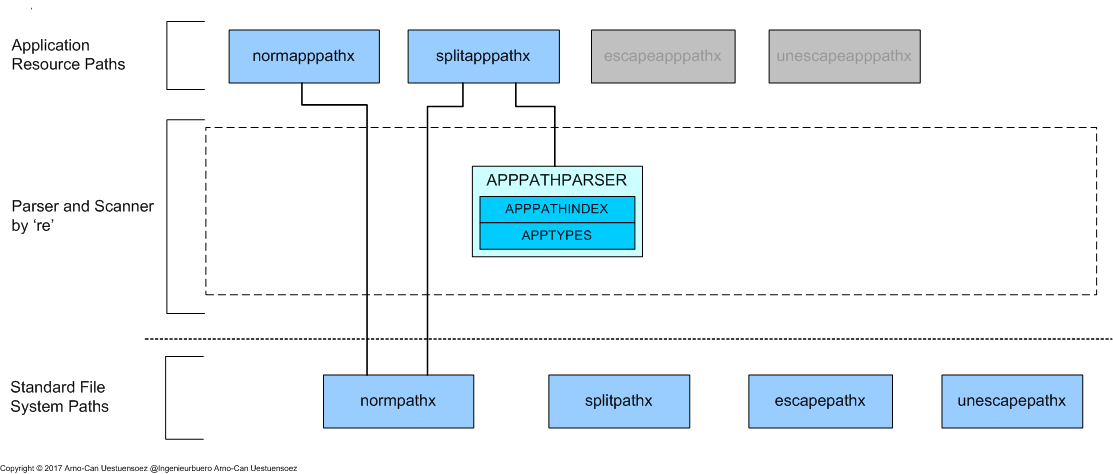 Application
Resource Paths
normapppathx
splitapppathx
escapeapppathx
unescapeapppathx
Parser and Scanner
by ‘re’
APPPATHPARSER
APPPATHINDEX
APPTYPES
Standard File
System Paths
normpathx
splitpathx
escapepathx
unescapepathx
Copyright © 2017 Arno-Can Uestuensoez @Ingenieurbuero Arno-Can Uestuensoez